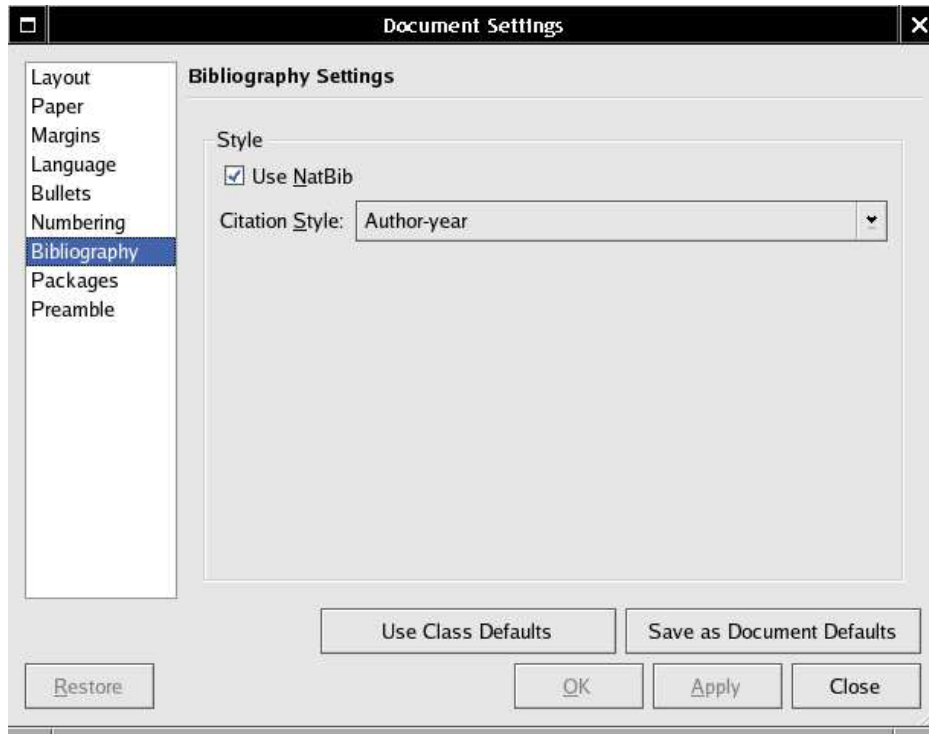 Document Settings
Layout
Paper
Margins
Language
Bullets
Numbering
Bibliography
Packages
Preamble
Bibliography Settings
Style
Use NatBib
Citation Style: Author-year
Use Class Defaults Save as Document Defaults
Restore OK Apply Close